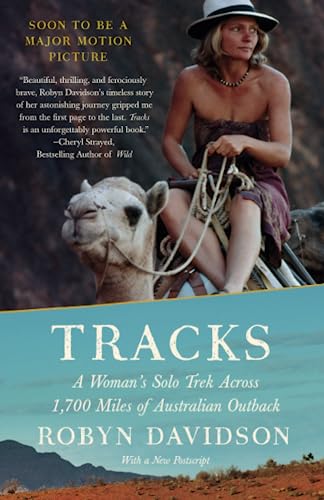 SOON TO BE A
MAJOR MOTION
PICTURE
"Beautiful, thrilling, and ferociously
brave, Robyn Davidson's timeless story
of her astonishing journey gripped me
from the first page to the last. Tracks
is an unforgettably powerful book."
—Cheryl Strayed,
Bestselling Author of Wild
TRACKS
A Woman's Solo Trek Across
1,700 Miles of Australian Outback
ROBYN DAVIDSON
With a New Postscript